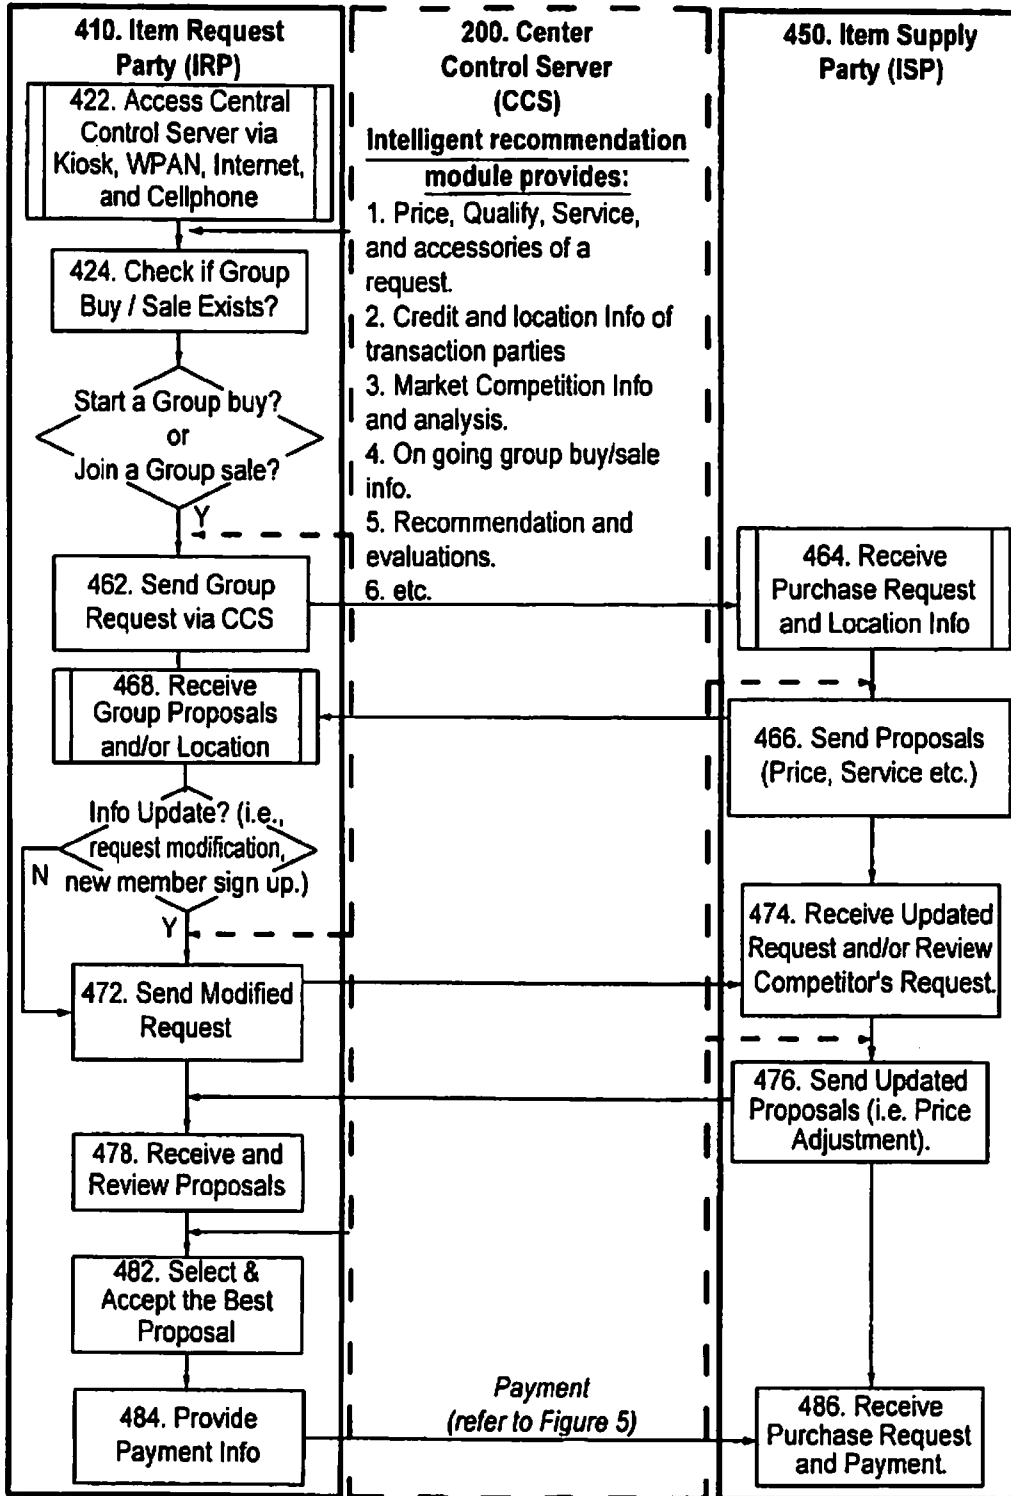 410. Item Request
Party (IRP)
422. Access Central
Control Server via
Kiosk, WPAN, Internet,
and Cellphone
424. Check if Group
Buy / Sale Exists?
Start a Group buy?
or
Join a Group sale?
Y
462. Send Group
Request via CCS
468. Receive
Group Proposals
and/or Location
Info Update? (i.e.,
request modification,
new member sign up.)
N
Y
472. Send Modified
Request
478. Receive and
Review Proposals
482. Select &
Accept the Best
Proposal
484. Provide
Payment Info
200. Center
Control Server
(CCS)
Intelligent recommendation
module provides:
1. Price, Qualify, Service,
and accessories of a
request.
2. Credit and location Info of
transaction parties
3. Market Competition Info
and analysis.
4. On going group buy/sale
info.
5. Recommendation and
evaluations.
6. etc.
Payment
(refer to Figure 5)
450. Item Supply
Party (ISP)
464. Receive
Purchase Request
and Location Info
466. Send Proposals
(Price, Service etc.)
474. Receive Updated
Request and/or Review
Competitor's Request.
476. Send Updated
Proposals (i.e. Price
Adjustment).
486. Receive
Purchase Request
and Payment.